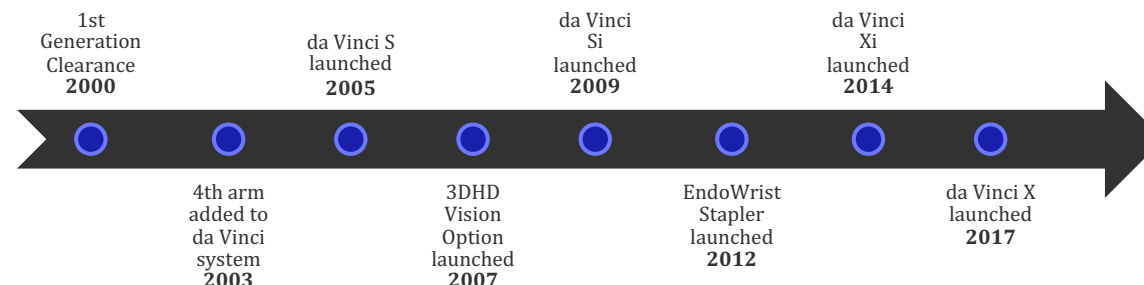 1st
Generation
Clearance
2000
4th arm
added to
da Vinci
system
2003
da Vinci S
launched
2005
3DHD
Vision
Option
launched
2007
da Vinci
Si
launched
2009
EndoWrist
Stapler
launched
2012
da Vinci
Xi
launched
2014
da Vinci X
launched
2017